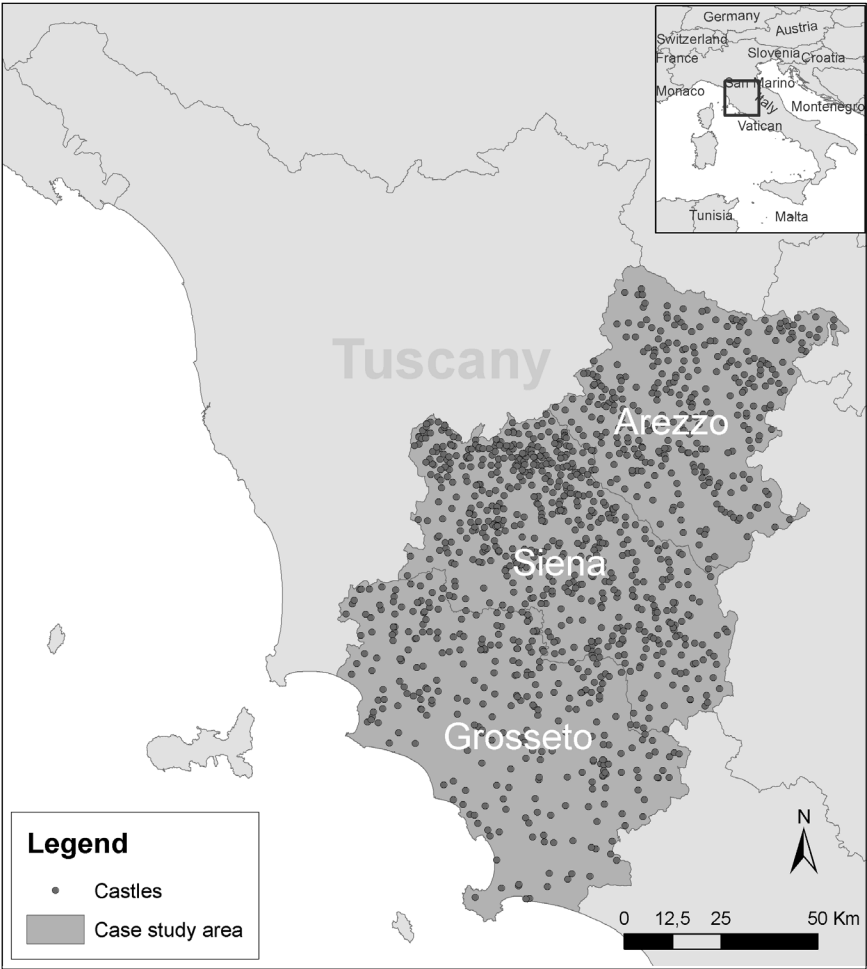 Germany
Austria
Switzerland
Slovenia
Croatia
France
San Marino
Monaco
Italy
Montenegro
Vatican
Tunisia
Malta
Tuscany
Arezzo
Siena
Grosseto
Legend
Castles
Case study area
N
0 12,5 25 50 Km